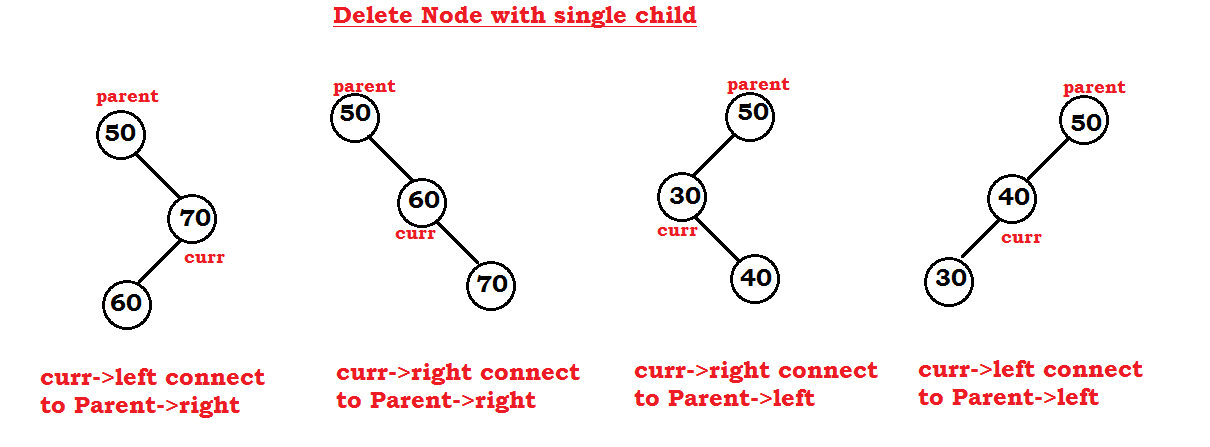 Delete Node with single child
parent
50
70
curr
60
curr->left connect
to Parent->right
parent
50
60
curr
70
curr->right connect
to Parent->right
parent
50
30
curr
40
curr->right connect
to Parent->left
parent
50
40
curr
30
curr->left connect
to Parent->left